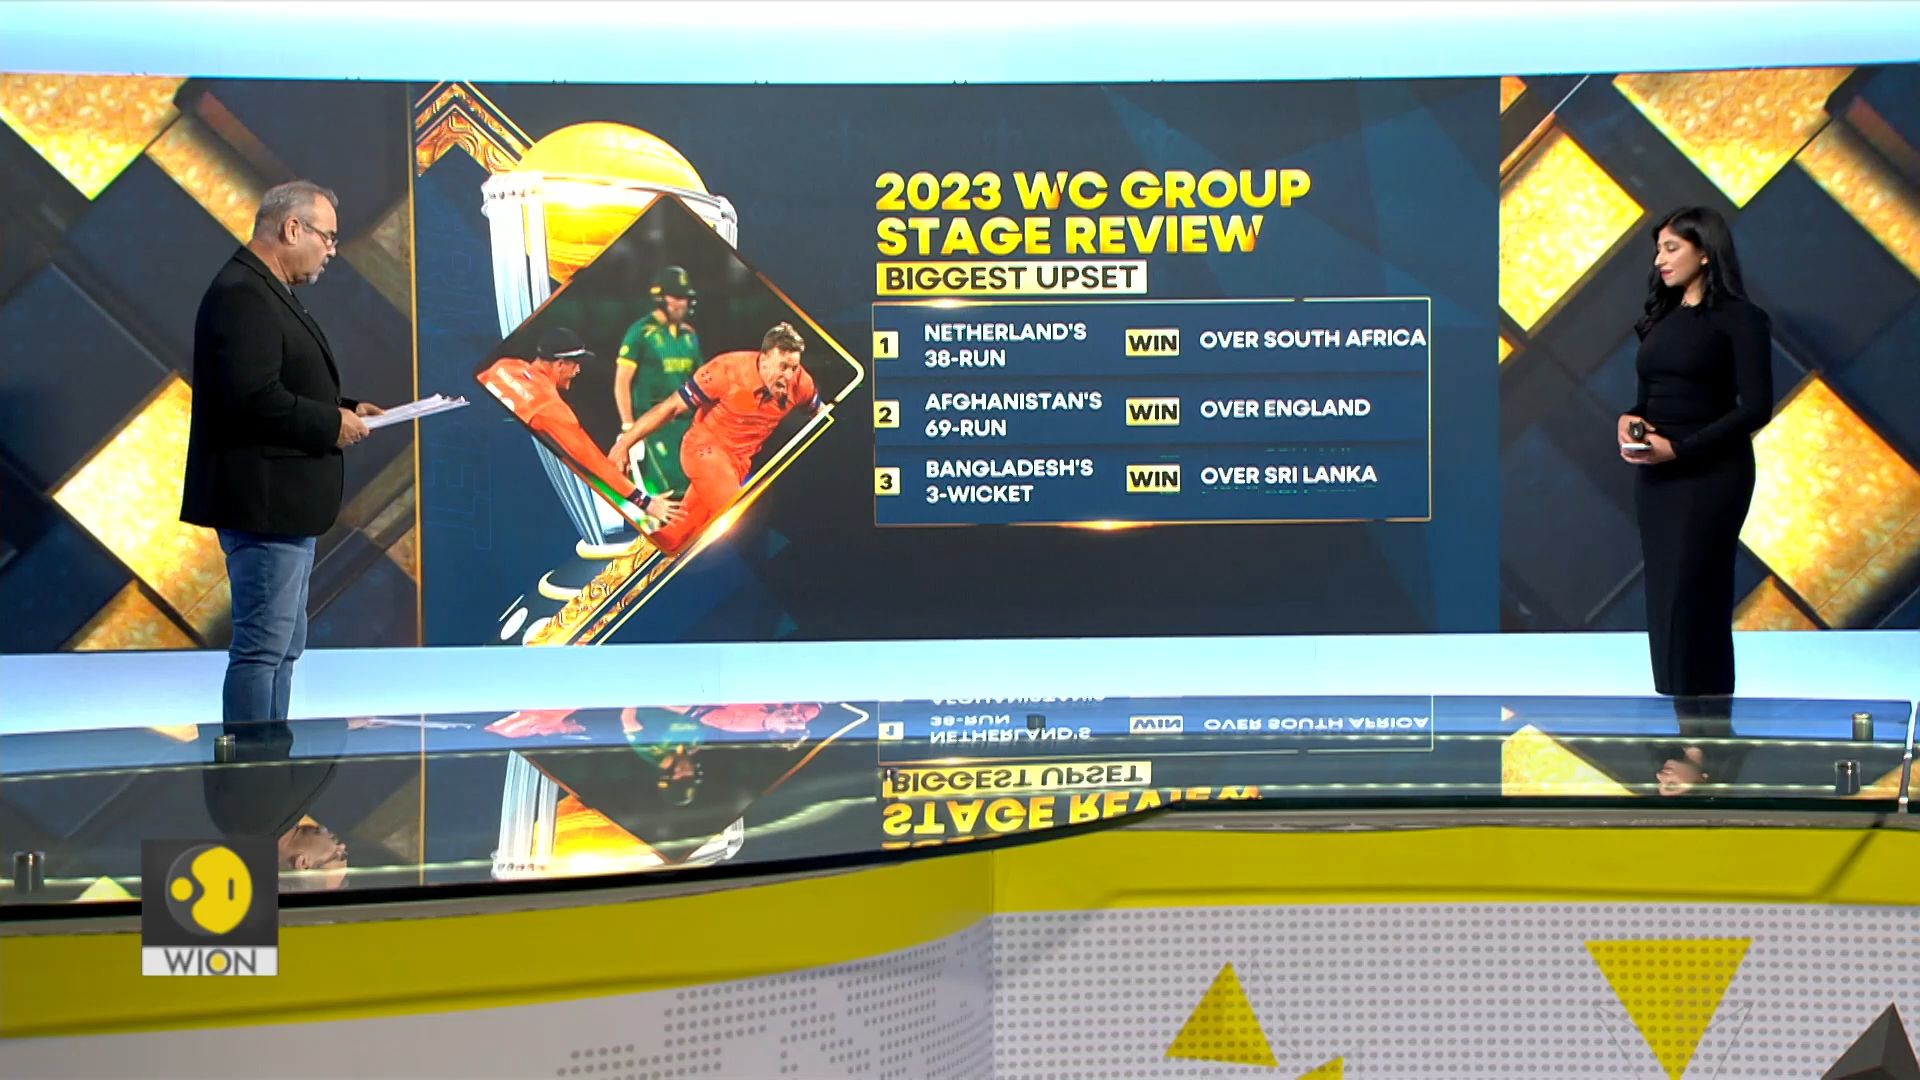 2023 WC GROUP
STAGE REVIEW
BIGGEST UPSET
1 NETHERLAND'S
38-RUN WIN OVER SOUTH AFRICA
2 AFGHANISTAN'S
69-RUN WIN OVER ENGLAND
3 BANGLADESH'S
3-WICKET WIN OVER SRI LANKA
WION